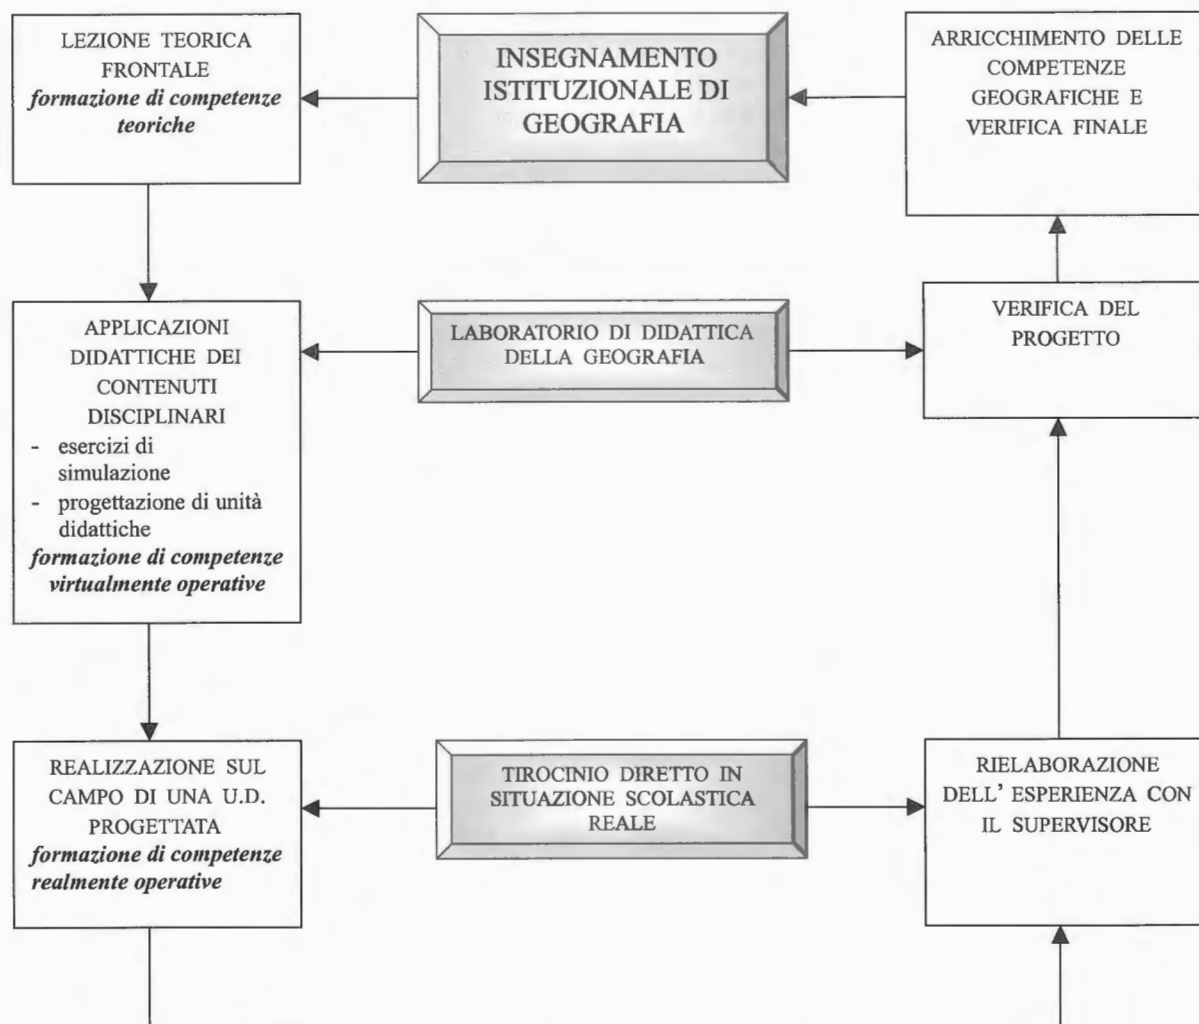 LEZIONE TEORICA
FRONTALE
formazione di competenze
teoriche
INSEGNAMENTO
ISTITUZIONALE DI
GEOGRAFIA
ARRICCHIMENTO DELLE
COMPETENZE
GEOGRAFICHE E
VERIFICA FINALE
APPLICAZIONI
DIDATTICHE DEI
CONTENUTI
DISCIPLINARI
- esercizi di
simulazione
- progettazione di unità
didattiche
formazione di competenze
virtualmente operative
LABORATORIO DI DIDATTICA
DELLA GEOGRAFIA
VERIFICA DEL
PROGETTO
REALIZZAZIONE SUL
CAMPO DI UNA U.D.
PROGETTATA
formazione di competenze
realmente operative
TIROCINIO DIRETTO IN
SITUAZIONE SCOLASTICA
REALE
RIELABORAZIONE
DELL' ESPERIENZA CON
IL SUPERVISORE